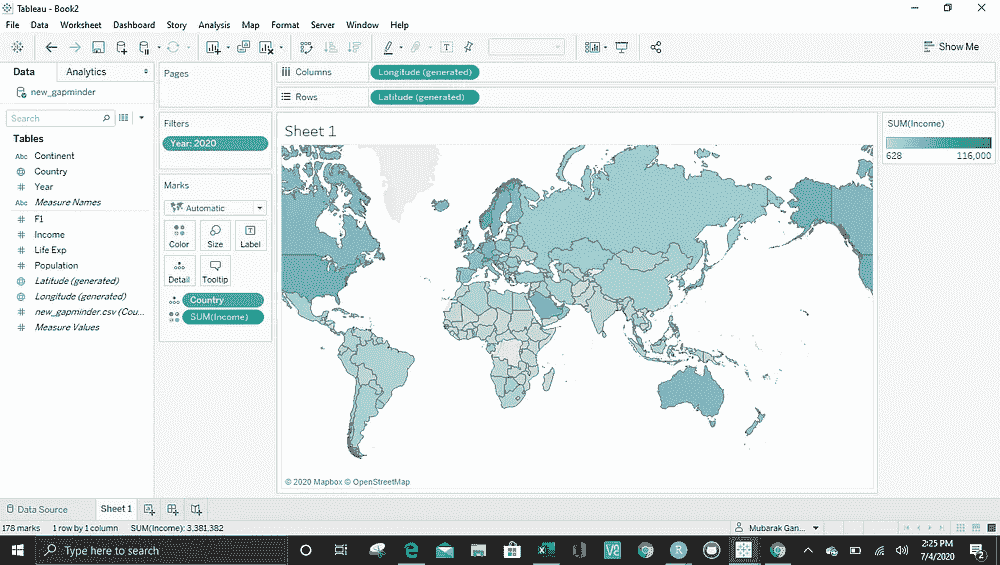 Tableau - Book2
File Data Worksheet Dashboard Story Analysis Map Format Server Window Help
Show Me
Data Analytics
new_gapminder
Search
Tables
Abc Continent
Country
# Year
Abc Measure Names
# F1
# Income
# Life Exp
# Population
Latitude (generated)
Longitude (generated)
# new_gapminder.csv (Cou...
# Measure Values
Pages
Filters
Year: 2020
Marks
Automatic
Color Size Label
Detail Tooltip
Country
SUM(Income)
Columns Longitude (generated)
Rows Latitude (generated)
Sheet 1
© 2020 Mapbox © OpenStreetMap
SUM(Income)
628 116,000
Data Source Sheet 1
178 marks 1 row by 1 column SUM(Income): 3,381,382
Mubarak Gan...
Type here to search
2:25 PM
7/4/2020
2